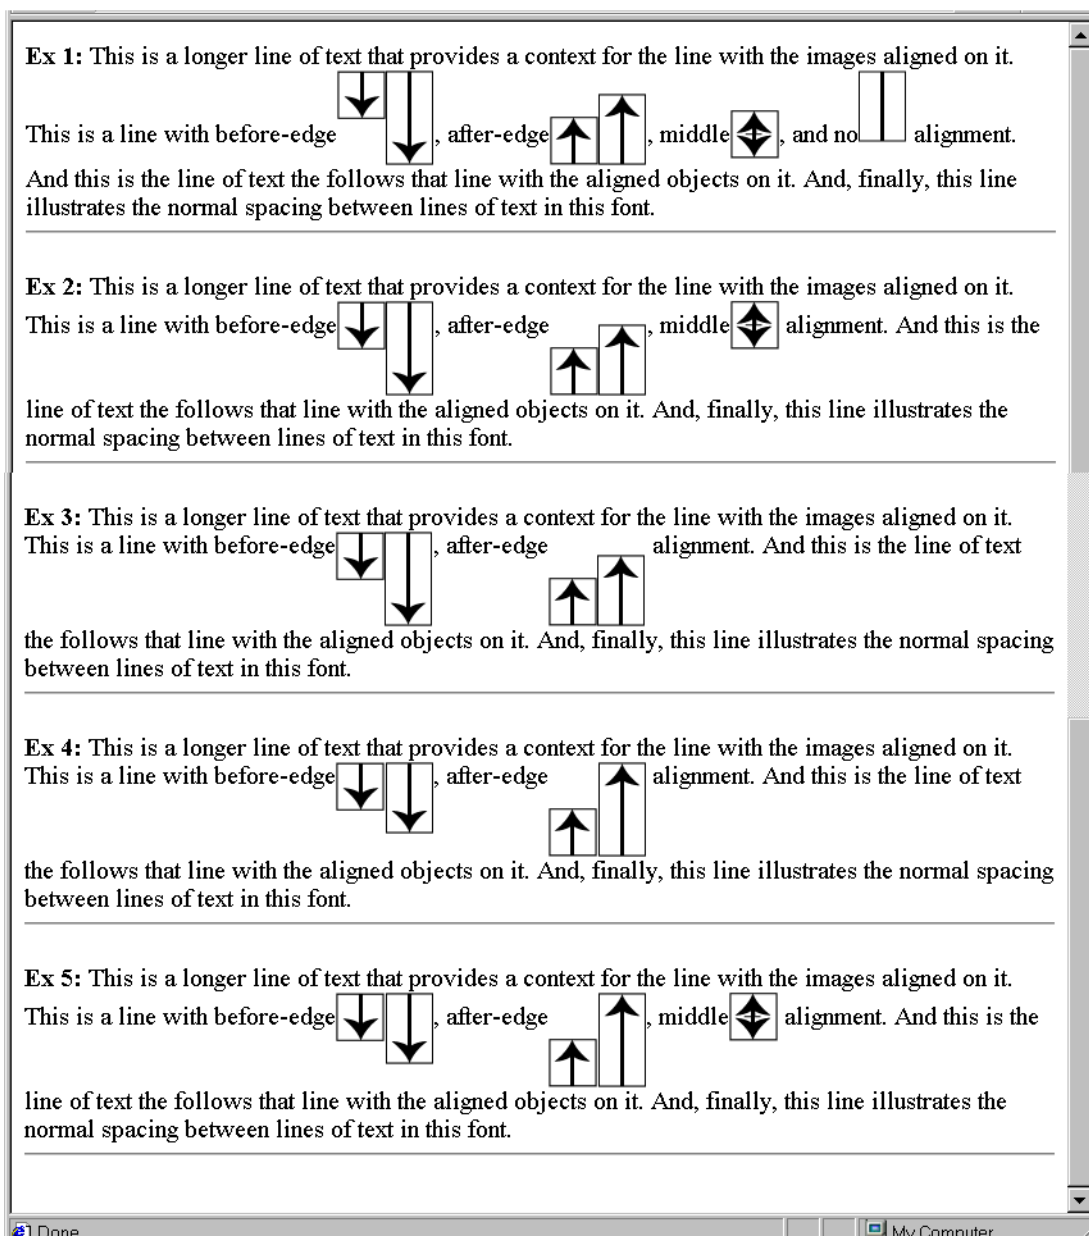 Ex 1: This is a longer line of text that provides a context for the line with the images aligned on it.
This is a line with before-edge , after-edge , middle , and no alignment.
And this is the line of text the follows that line with the aligned objects on it. And, finally, this line
illustrates the normal spacing between lines of text in this font.
Ex 2: This is a longer line of text that provides a context for the line with the images aligned on it.
This is a line with before-edge , after-edge , middle alignment. And this is the
line of text the follows that line with the aligned objects on it. And, finally, this line illustrates the
normal spacing between lines of text in this font.
Ex 3: This is a longer line of text that provides a context for the line with the images aligned on it.
This is a line with before-edge , after-edge alignment. And this is the line of text
the follows that line with the aligned objects on it. And, finally, this line illustrates the normal spacing
between lines of text in this font.
Ex 4: This is a longer line of text that provides a context for the line with the images aligned on it.
This is a line with before-edge , after-edge alignment. And this is the line of text
the follows that line with the aligned objects on it. And, finally, this line illustrates the normal spacing
between lines of text in this font.
Ex 5: This is a longer line of text that provides a context for the line with the images aligned on it.
This is a line with before-edge , after-edge , middle alignment. And this is the
line of text the follows that line with the aligned objects on it. And, finally, this line illustrates the
normal spacing between lines of text in this font.
Done My Computer